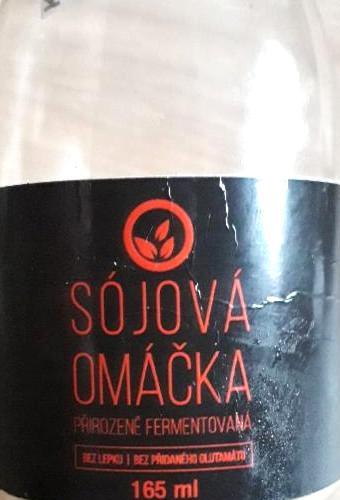 SÓJOVÁ
OMÁČKA
PŘIROZENĚ FERMENTOVANÁ
BEZ LEPKU | BEZ PŘIDANÉHO GLUTAMÁTU
165 ml